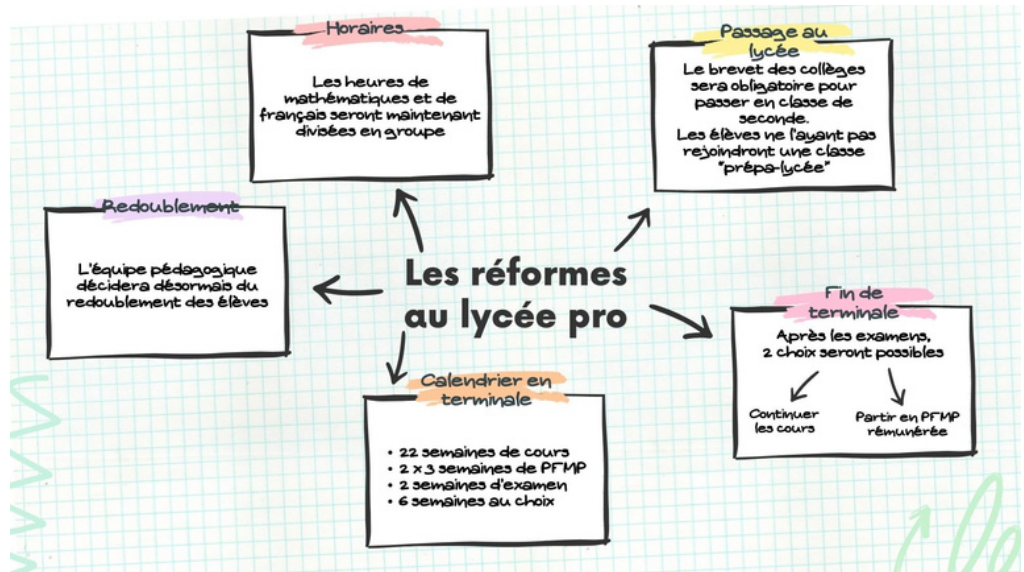 Les réformes
au lycée pro
Horaires
Les heures de
mathématiques et de
français seront maintenant
divisées en groupe
Passage au
lycée
Le brevet des collèges
sera obligatoire pour
passer en classe de
seconde.
Les élèves ne l'ayant pas
rejoindront une classe
"prépa-lycée"
Redoublement
L'équipe pédagogique
décidera désormais du
redoublement des élèves
Fin de
terminale
Après les examens,
2 choix seront possibles
Continuer
les cours
Partir en PFMP
rémunérée
Calendrier en
terminale
• 22 semaines de cours
• 2 x 3 semaines de PFMP
• 2 semaines d'examen
• 6 semaines au choix